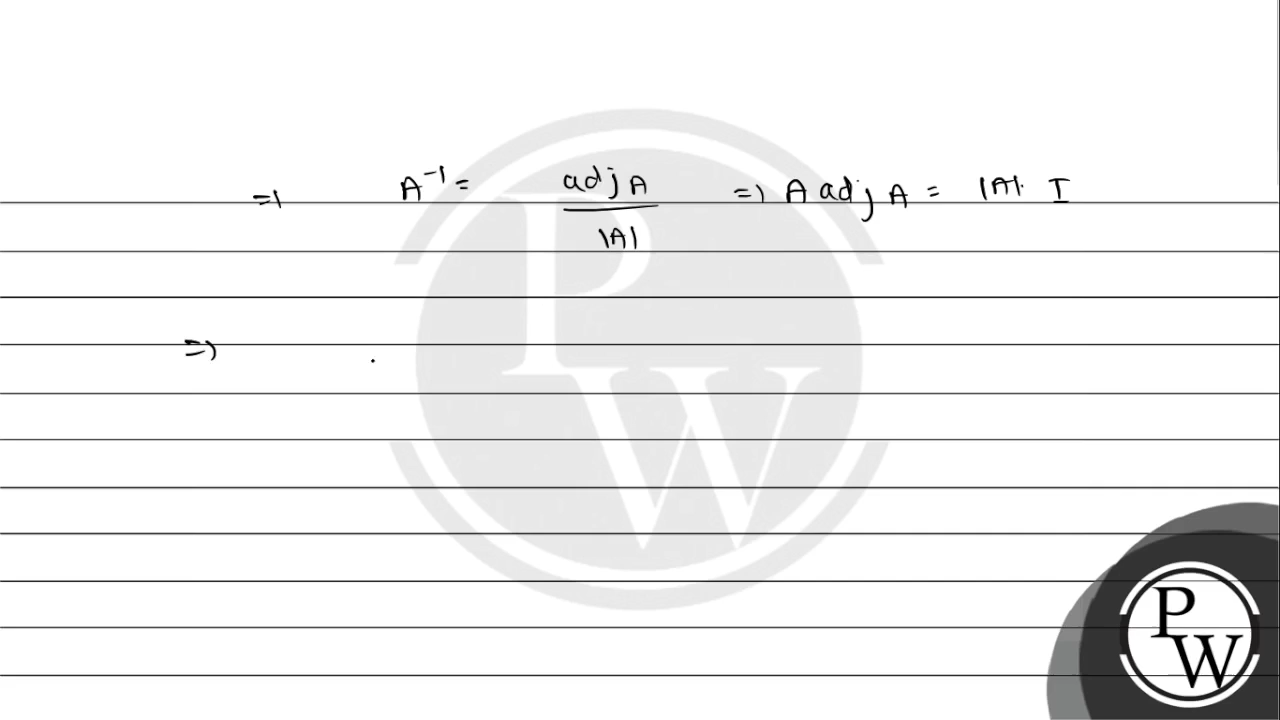 ⇒ A⁻¹ = adj A / |A| ⇒ A adj A = |A|. I
⇒ .
P
W
P
W